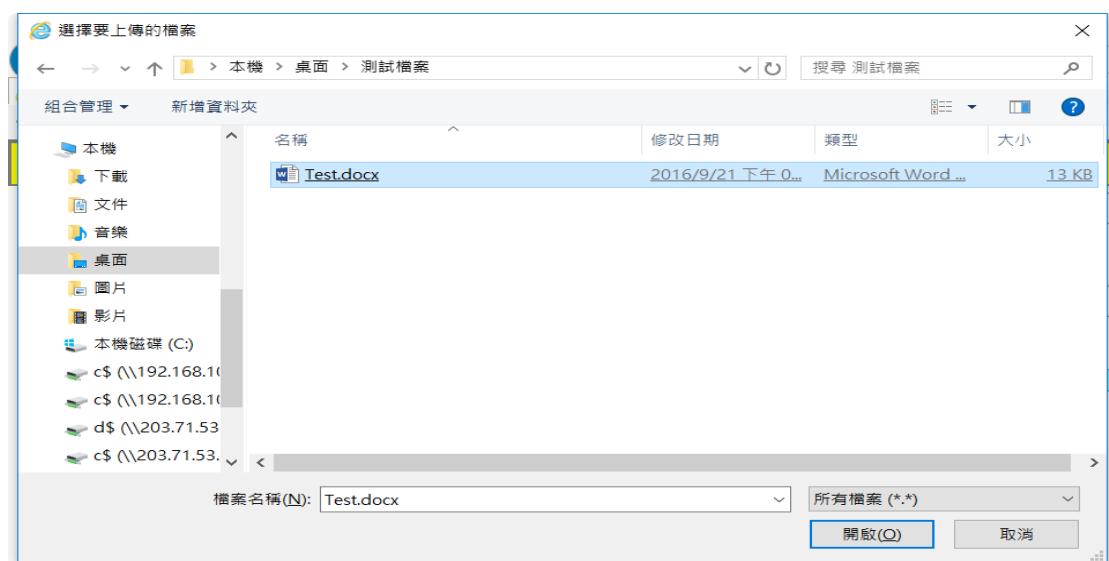 選擇要上傳的檔案
本機 > 桌面 > 測試檔案
搜尋 測試檔案
組合管理 新增資料夾
名稱 修改日期 類型 大小
本機
下載
文件
音樂
桌面
圖片
影片
本機磁碟 (C:)
c$ (\\192.168.1(
c$ (\\192.168.1(
d$ (\\203.71.53
c$ (\\203.71.53.
Test.docx 2016/9/21 下午 0... Microsoft Word ... 13 KB
檔案名稱(N): Test.docx 所有檔案 (*.*)
開啟(O) 取消